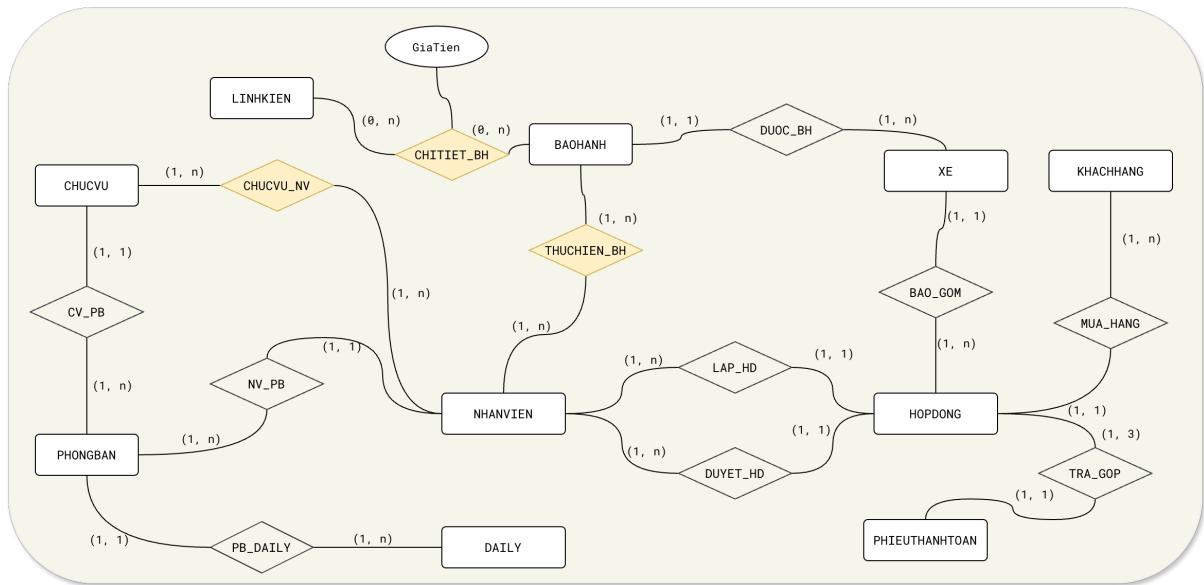 GiaTien
LINHKIEN
(0, n)
(0, n)
CHITIET_BH
BAOHANH
(1, 1)
DUOC_BH
(1, n)
XE
KHACHHANG
CHUCVU
(1, n)
CHUCVU_NV
(1, n)
THUCHIEN_BH
(1, 1)
(1, n)
(1, 1)
CV_PB
(1, n)
BAO_GOM
MUA_HANG
(1, n)
(1, 1)
(1, n)
(1, n)
NV_PB
(1, n)
LAP_HD
(1, 1)
(1, n)
NHANVIEN
HOPDONG
(1, 1)
PHONGBAN
(1, n)
(1, n)
(1, 1)
(1, 3)
DUYET_HD
TRA_GOP
(1, 1)
(1, 1)
PB_DAILY
(1, n)
DAILY
PHIEUTHANHTOAN